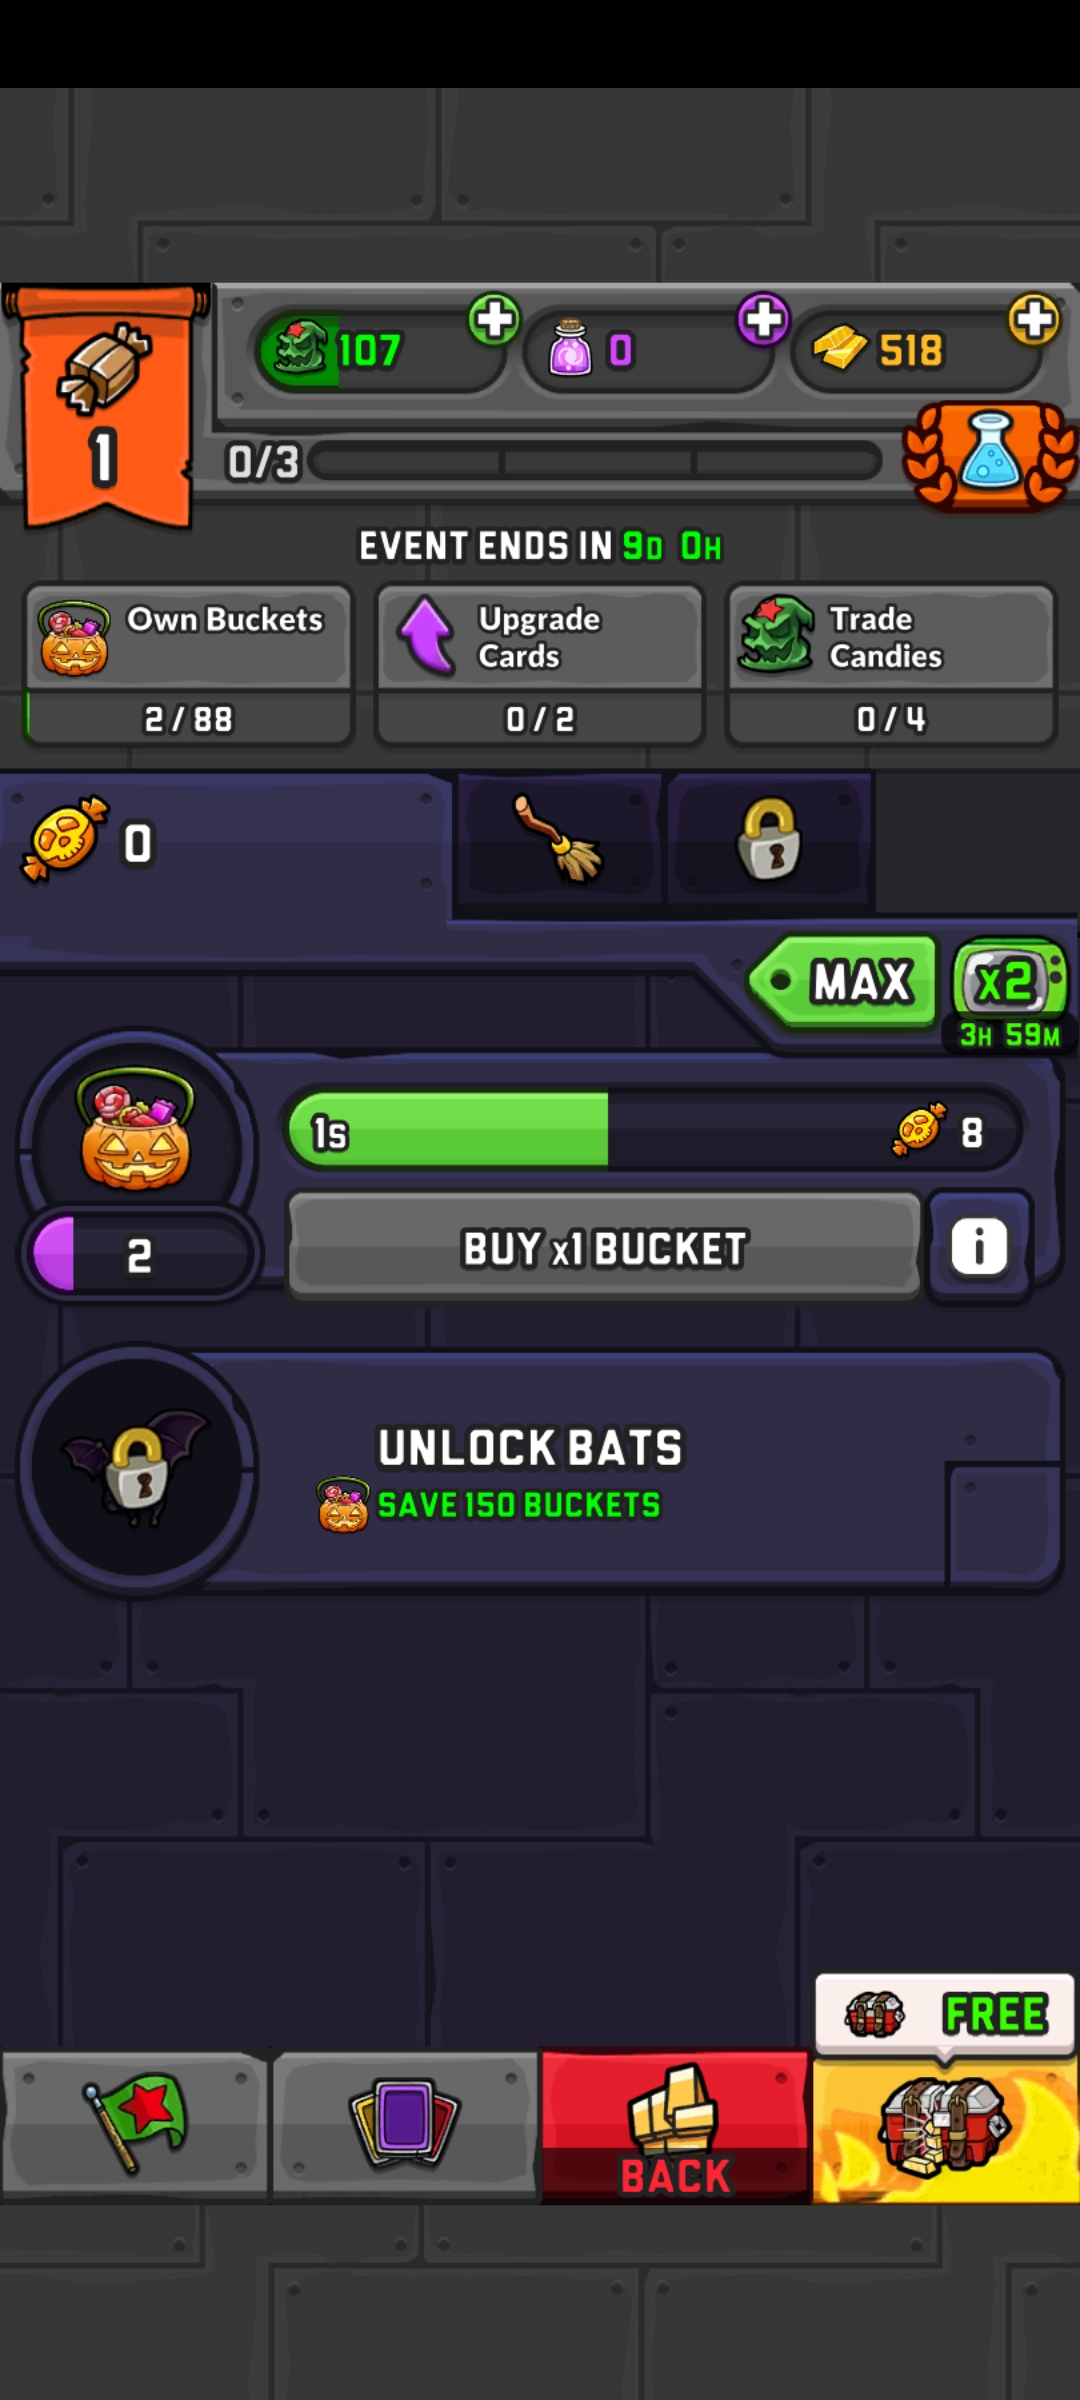 107
0
518
1
0/3
EVENT ENDS IN 9D 0H
Own Buckets
2 / 88
Upgrade
Cards
0 / 2
Trade
Candies
0 / 4
0
MAX
x2
3H 59M
1s
8
2
BUY x1 BUCKET
i
UNLOCK BATS
SAVE 150 BUCKETS
FREE
BACK